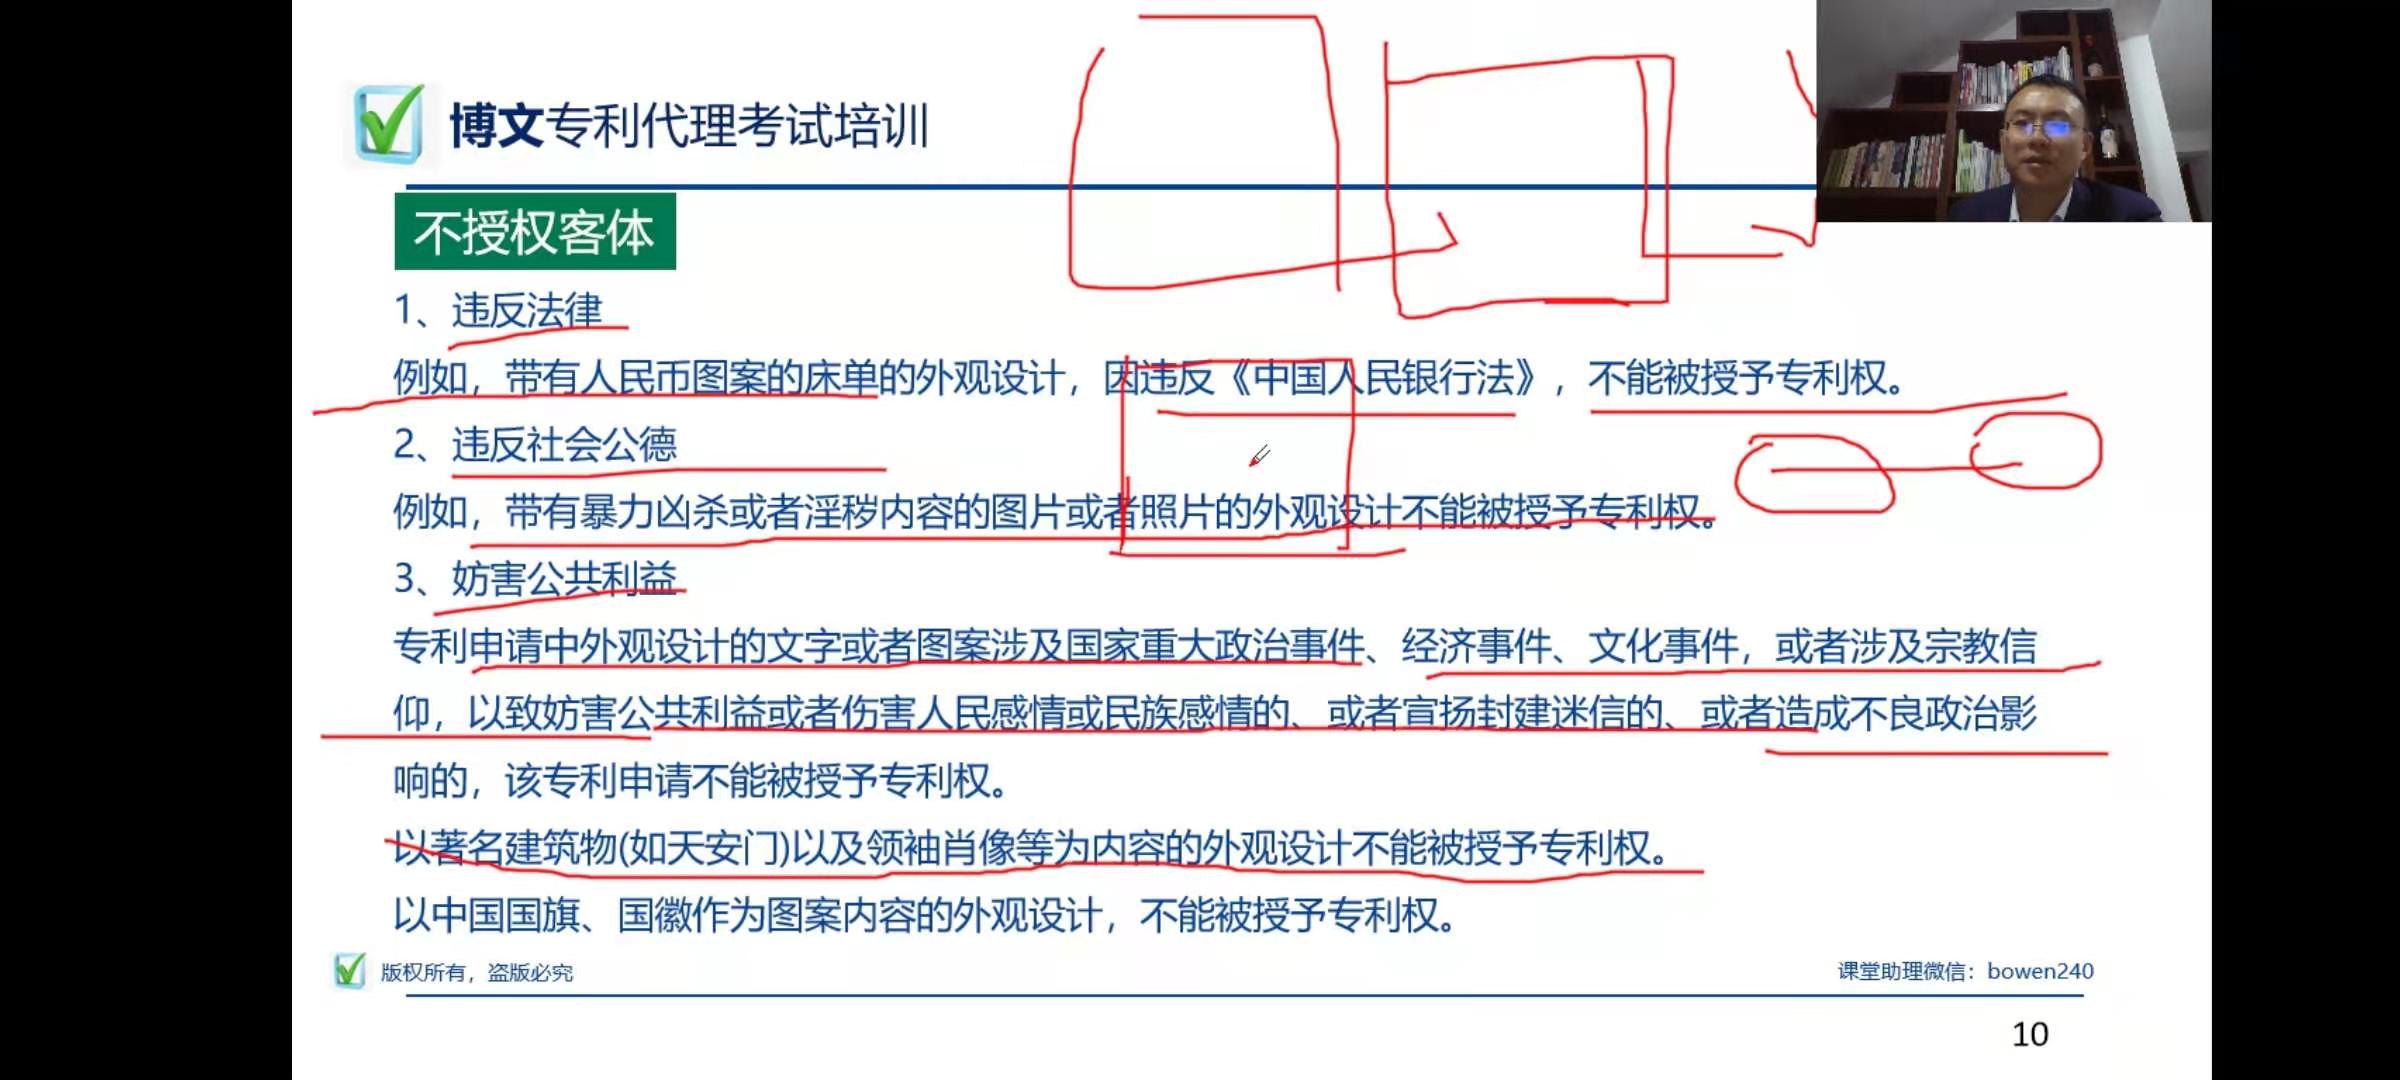 博文专利代理考试培训
不授权客体
1、违反法律
例如，带有人民币图案的床单的外观设计，因违反《中国人民银行法》，不能被授予专利权。
2、违反社会公德
例如，带有暴力凶杀或者淫秽内容的图片或者照片的外观设计不能被授予专利权。
3、妨害公共利益
专利申请中外观设计的文字或者图案涉及国家重大政治事件、经济事件、文化事件，或者涉及宗教信
仰，以致妨害公共利益或者伤害人民感情或民族感情的、或者宣扬封建迷信的、或者造成不良政治影
响的，该专利申请不能被授予专利权。
以著名建筑物(如天安门)以及领袖肖像等为内容的外观设计不能被授予专利权。
以中国国旗、国徽作为图案内容的外观设计，不能被授予专利权。
版权所有，盗版必究
课堂助理微信：bowen240
10